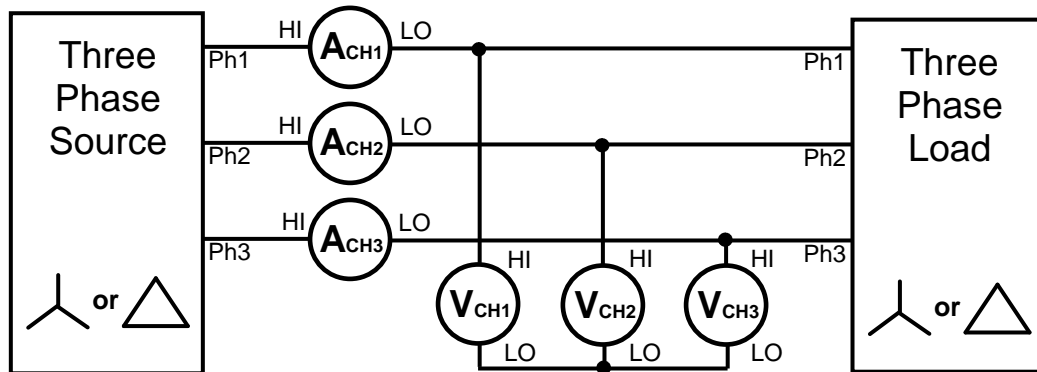 Three
Phase
Source
or
Ph1
Ph2
Ph3
HI ACH1 LO
HI ACH2 LO
HI ACH3 LO
HI HI HI
VCH1 VCH2 VCH3
LO LO LO
Ph1
Ph2
Ph3
Three
Phase
Load
or